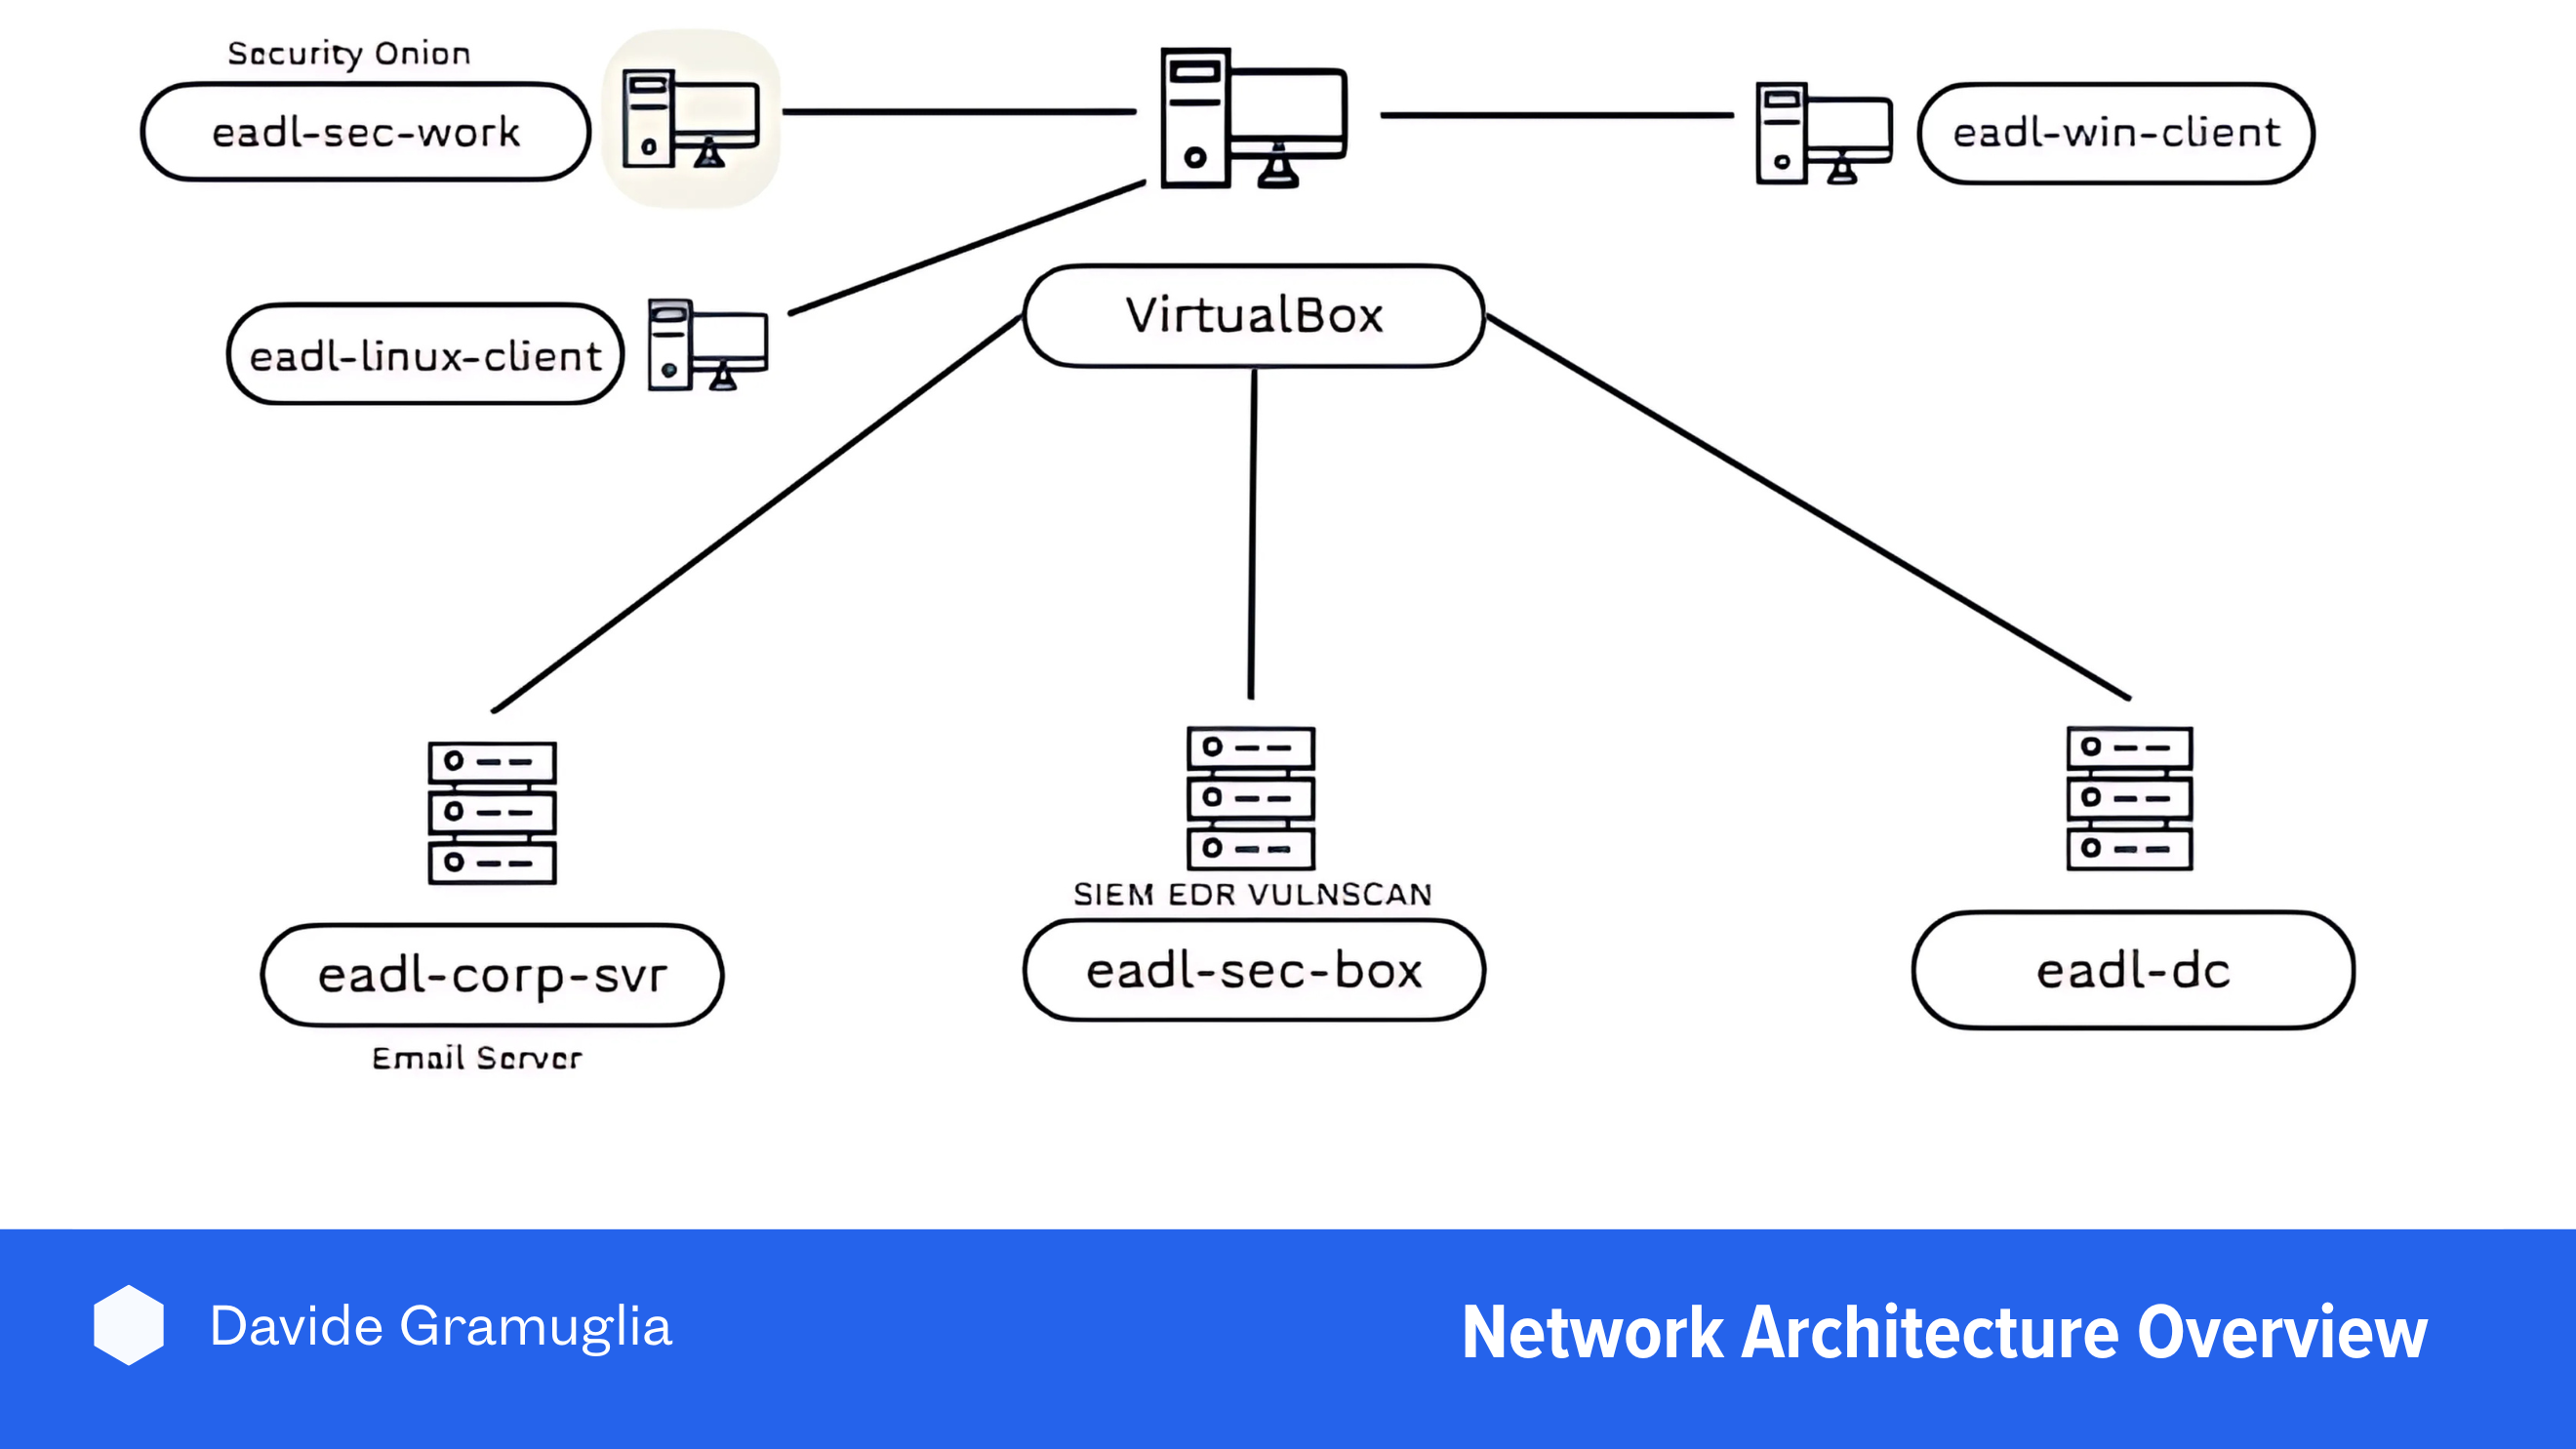 Security Onion
eadl-sec-work
eadl-win-client
VirtualBox
eadl-linux-client
SIEM EDR VULNSCAN
eadl-corp-svr
eadl-sec-box
eadl-dc
Email Server
Davide Gramuglia
Network Architecture Overview